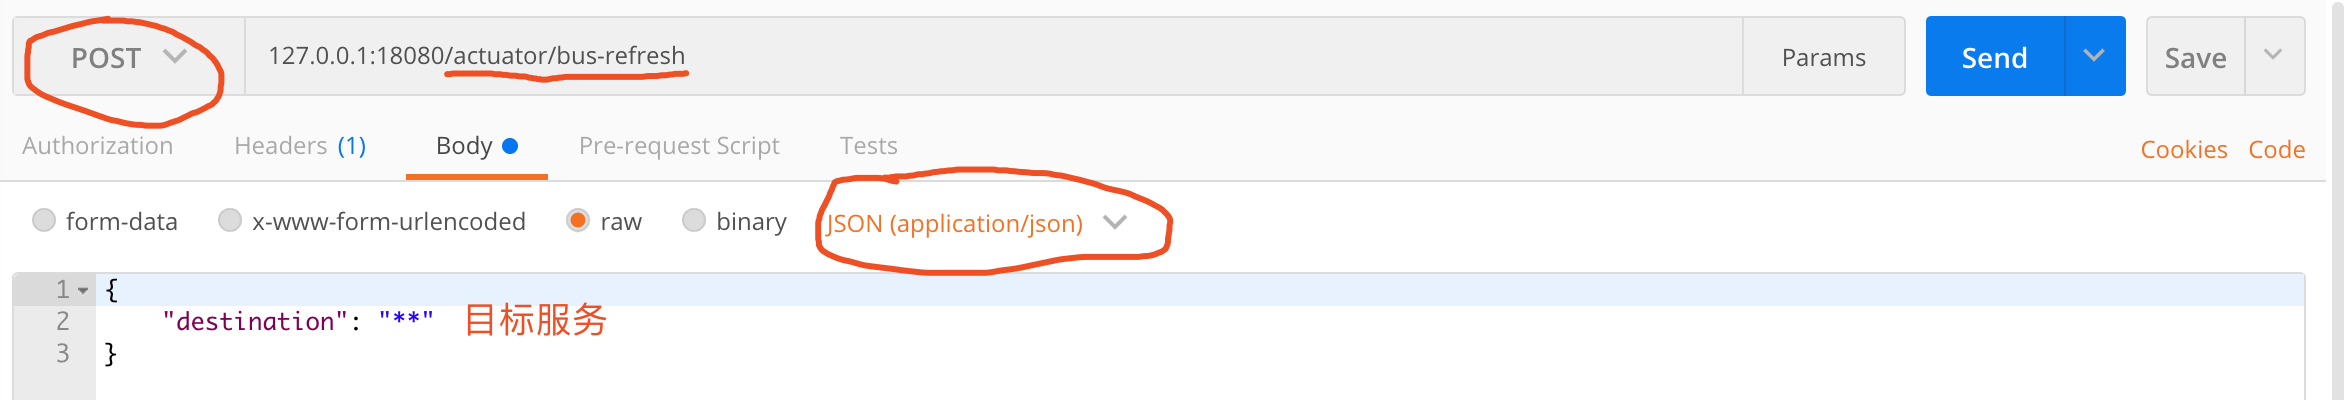 POST 127.0.0.1:18080/actuator/bus-refresh Params Send Save
Authorization Headers (1) Body Pre-request Script Tests Cookies Code
form-data x-www-form-urlencoded raw binary JSON (application/json)
1 {
2 "destination": "**" 目标服务
3 }